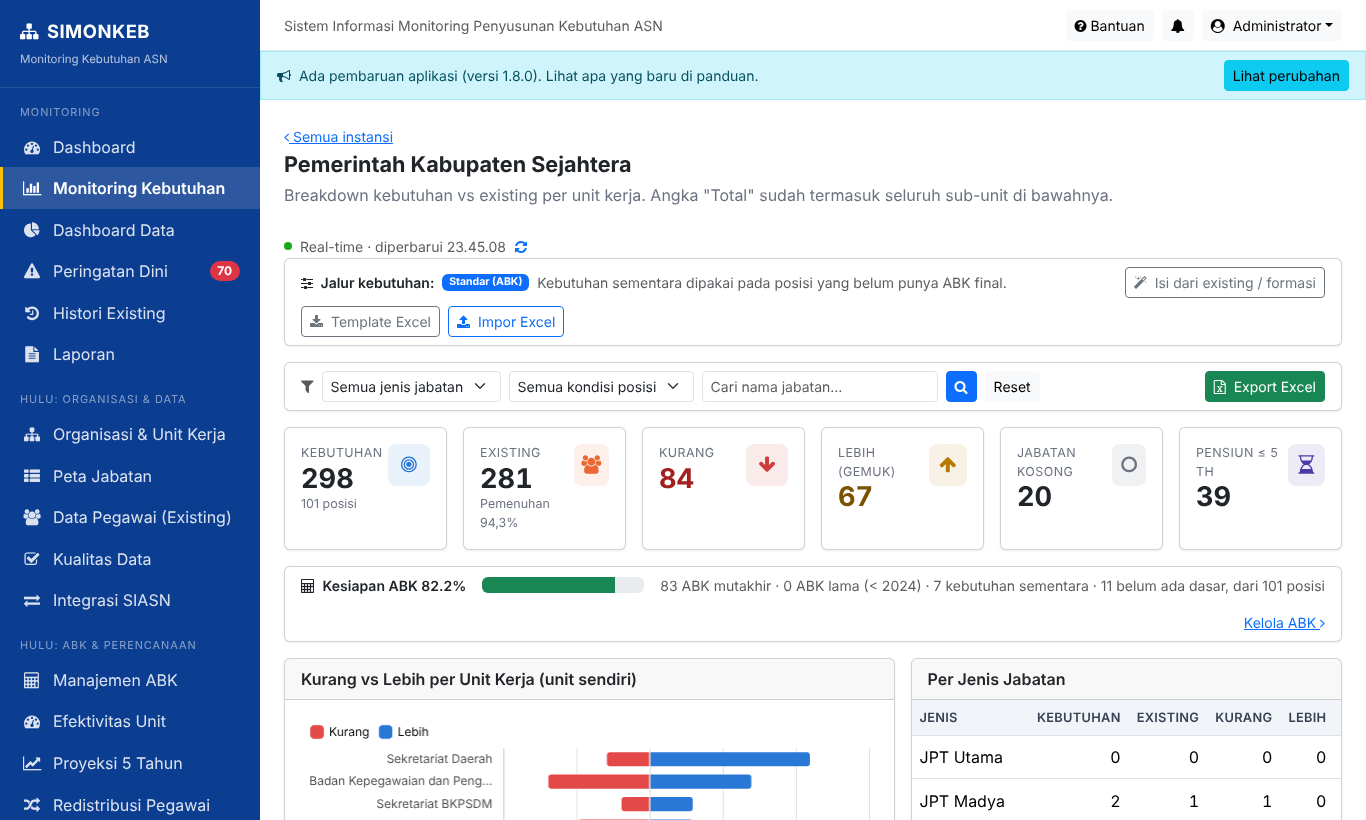 SIMONKEB
Monitoring Kebutuhan ASN
MONITORING
Dashboard
Monitoring Kebutuhan
Dashboard Data
Peringatan Dini 70
Histori Existing
Laporan
HULU: ORGANISASI & DATA
Organisasi & Unit Kerja
Peta Jabatan
Data Pegawai (Existing)
Kualitas Data
Integrasi SIASN
HULU: ABK & PERENCANAAN
Manajemen ABK
Efektivitas Unit
Proyeksi 5 Tahun
Redistribusi Pegawai
Sistem Informasi Monitoring Penyusunan Kebutuhan ASN
Bantuan
Administrator
Ada pembaruan aplikasi (versi 1.8.0). Lihat apa yang baru di panduan.
Lihat perubahan
Semua instansi
Pemerintah Kabupaten Sejahtera
Breakdown kebutuhan vs existing per unit kerja. Angka "Total" sudah termasuk seluruh sub-unit di bawahnya.
Real-time · diperbarui 23.45.08
Jalur kebutuhan: Standar (ABK) Kebutuhan sementara dipakai pada posisi yang belum punya ABK final.
Isi dari existing / formasi
Template Excel
Impor Excel
Semua jenis jabatan
Semua kondisi posisi
Cari nama jabatan...
Reset
Export Excel
KEBUTUHAN
298
101 posisi
EXISTING
281
Pemenuhan
94,3%
KURANG
84
LEBIH
(GEMUK)
67
JABATAN
KOSONG
20
PENSIUN ≤ 5
TH
39
Kesiapan ABK 82.2%
83 ABK mutakhir · 0 ABK lama (< 2024) · 7 kebutuhan sementara · 11 belum ada dasar, dari 101 posisi
Kelola ABK
Kurang vs Lebih per Unit Kerja (unit sendiri)
Kurang Lebih
Sekretariat Daerah
Badan Kepegawaian dan Peng...
Sekretariat BKPSDM
Per Jenis Jabatan
JENIS KEBUTUHAN EXISTING KURANG LEBIH
JPT Utama 0 0 0 0
JPT Madya 2 1 1 0